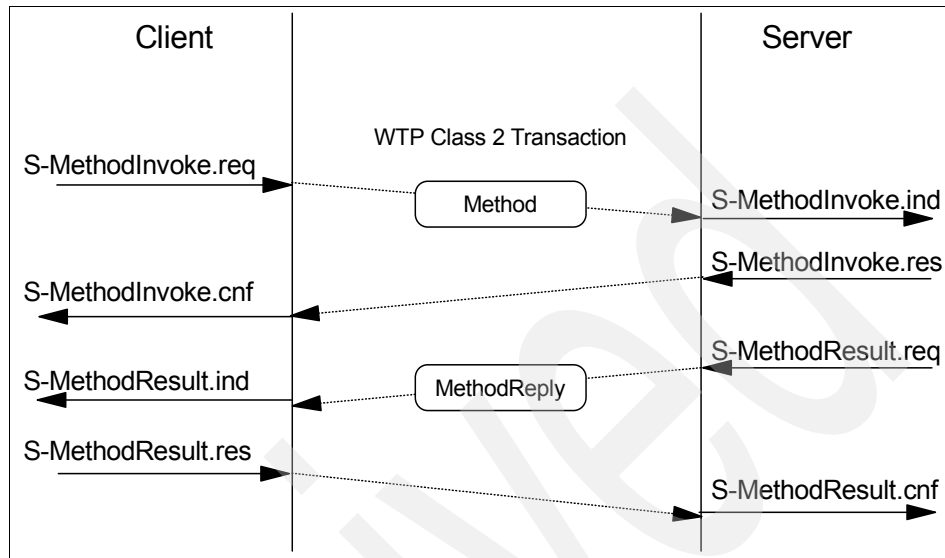 Client
Server
WTP Class 2 Transaction
S-MethodInvoke.req
Method
S-MethodInvoke.ind
S-MethodInvoke.res
S-MethodInvoke.cnf
S-MethodResult.req
S-MethodResult.ind
MethodReply
S-MethodResult.res
S-MethodResult.cnf